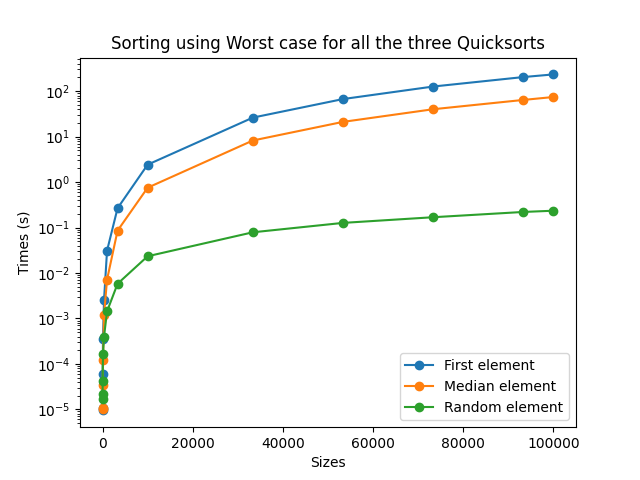 Sorting using Worst case for all the three Quicksorts
Times (s)
10²
10¹
10⁰
10⁻¹
10⁻²
10⁻³
10⁻⁴
10⁻⁵
First element
Median element
Random element
0 20000 40000 60000 80000 100000
Sizes